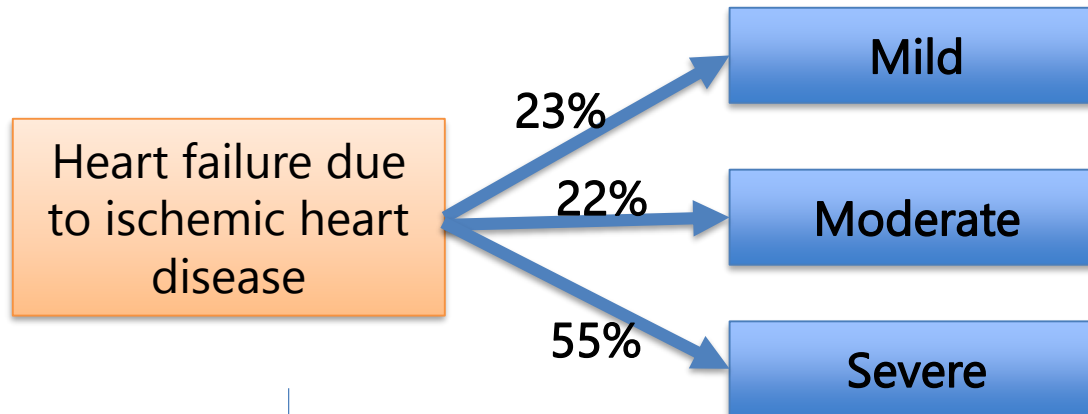 Mild
23%
Heart failure due
to ischemic heart
disease
22%
Moderate
55%
Severe